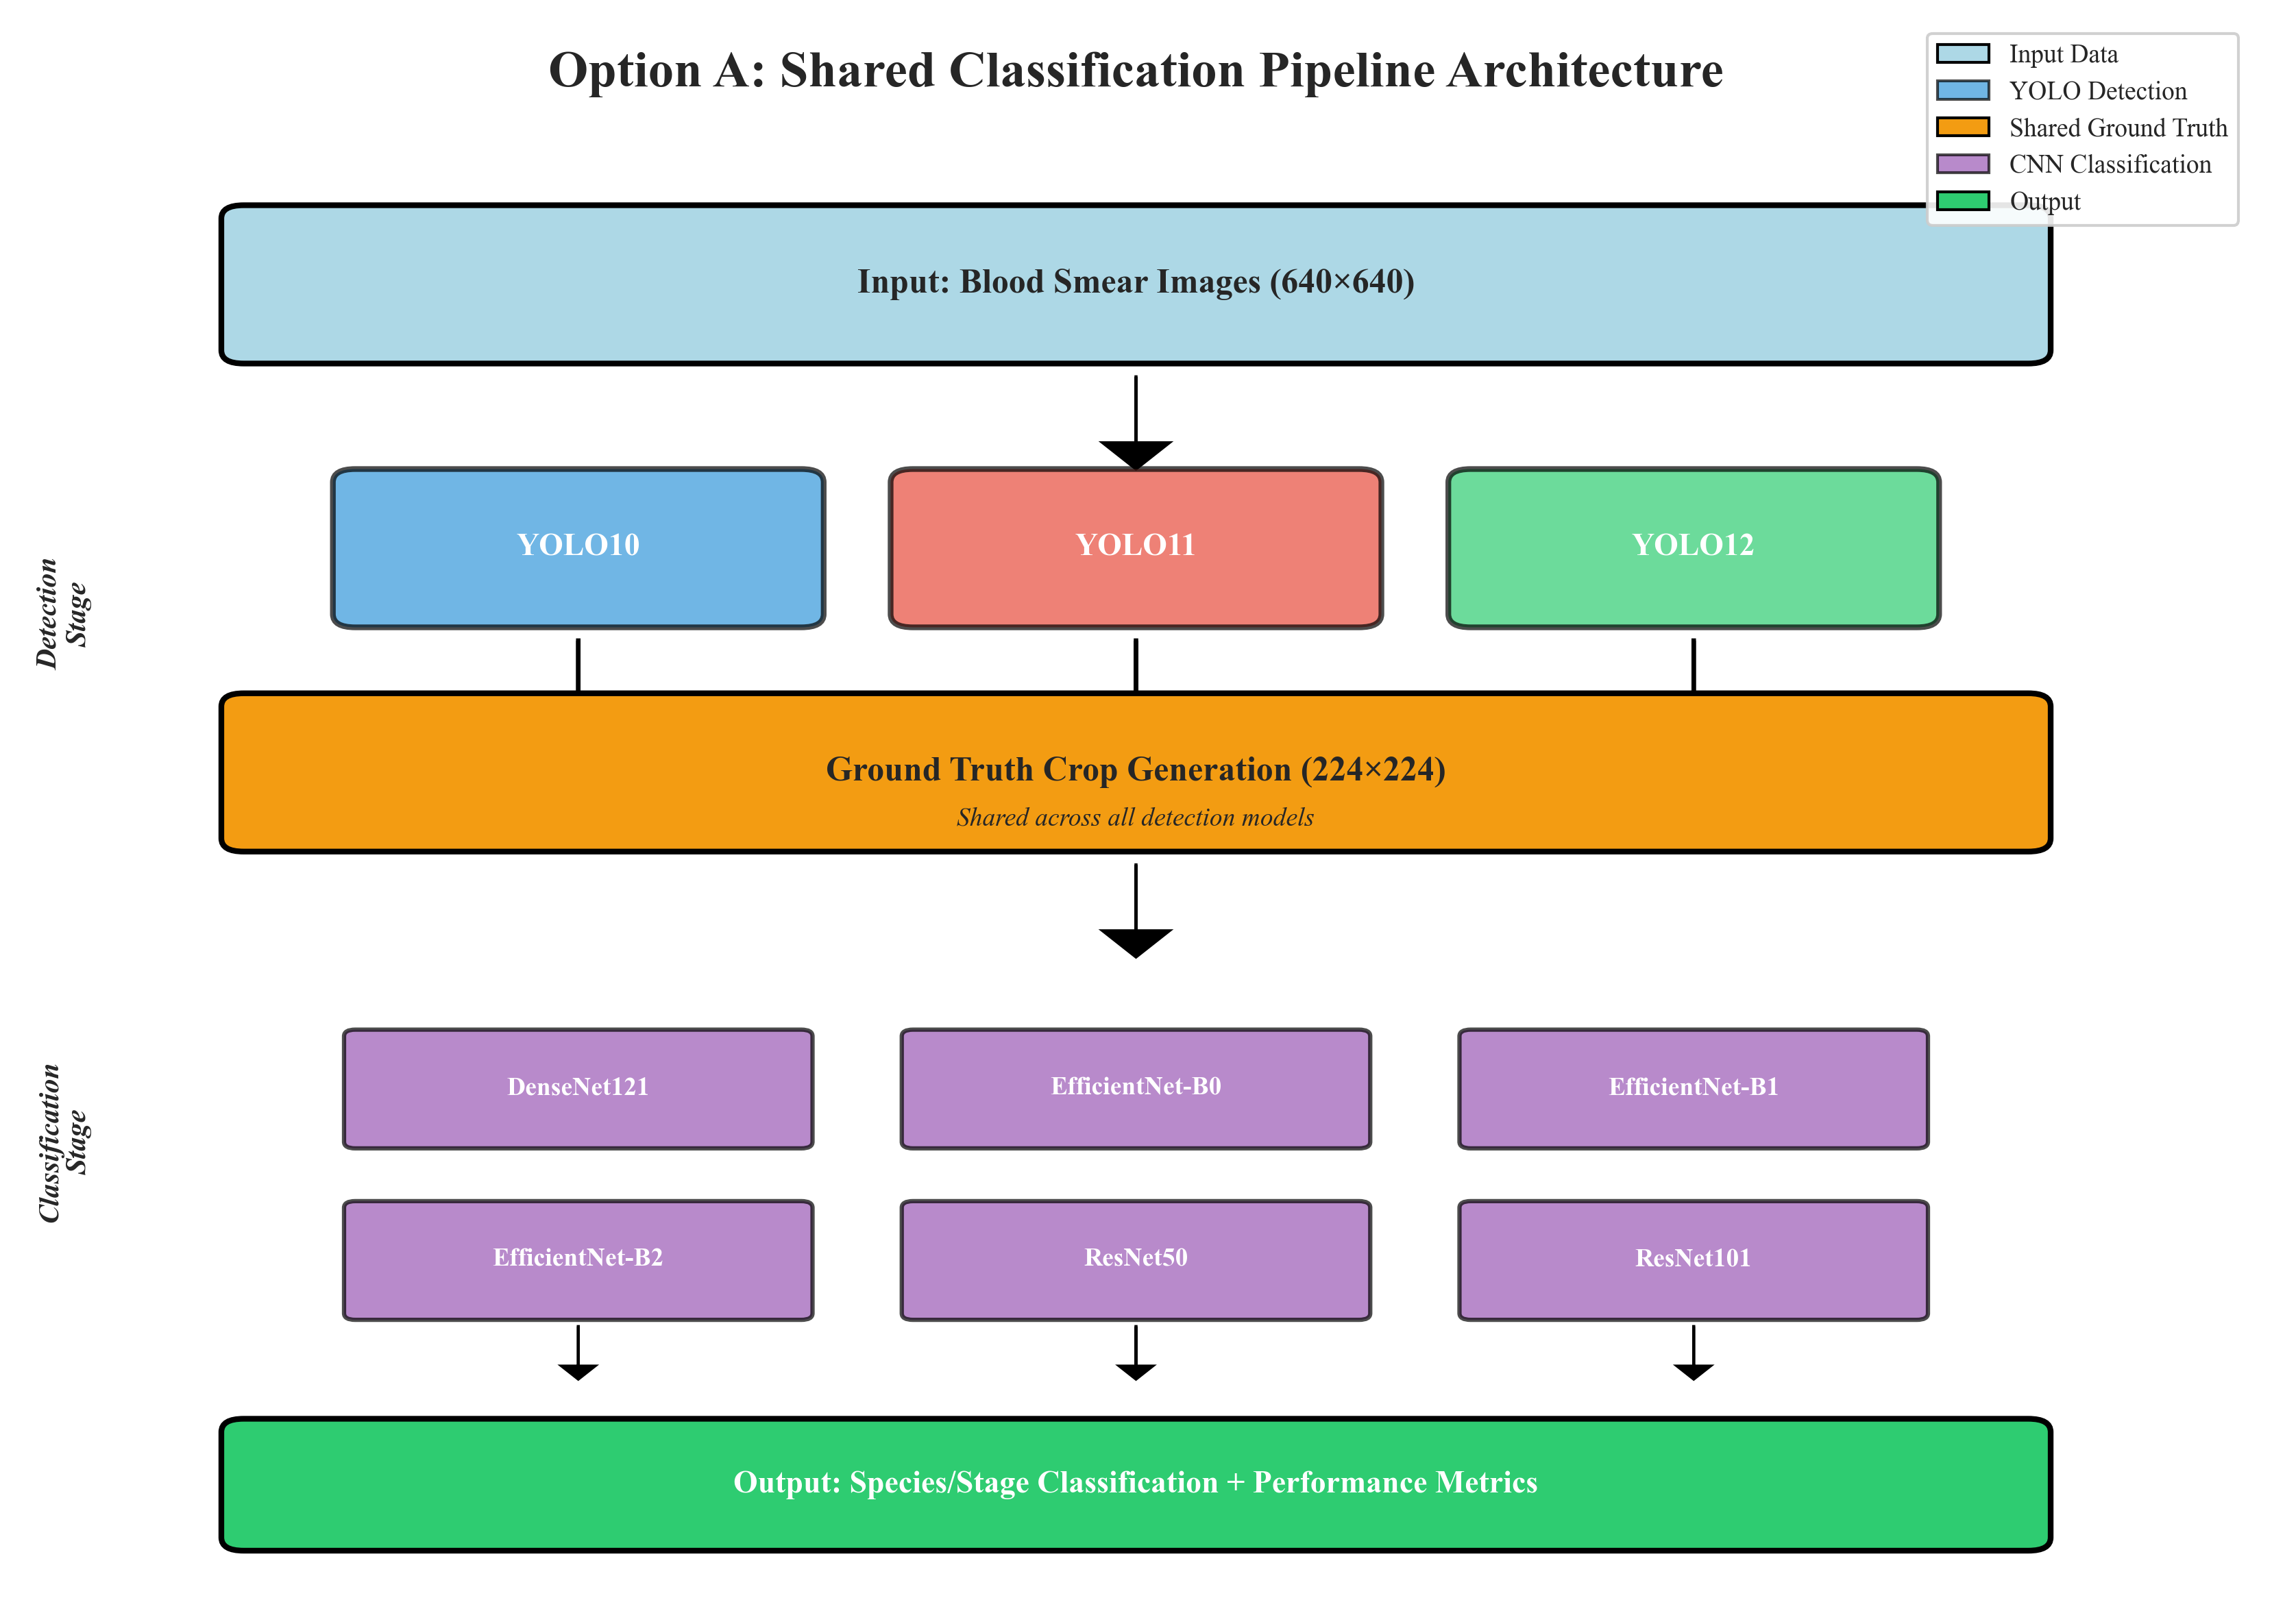 Option A: Shared Classification Pipeline Architecture
Input Data
YOLO Detection
Shared Ground Truth
CNN Classification
Output
Input: Blood Smear Images (640×640)
Detection
Stage
YOLO10
YOLO11
YOLO12
Ground Truth Crop Generation (224×224)
Shared across all detection models
Classification
Stage
DenseNet121
EfficientNet-B0
EfficientNet-B1
EfficientNet-B2
ResNet50
ResNet101
Output: Species/Stage Classification + Performance Metrics